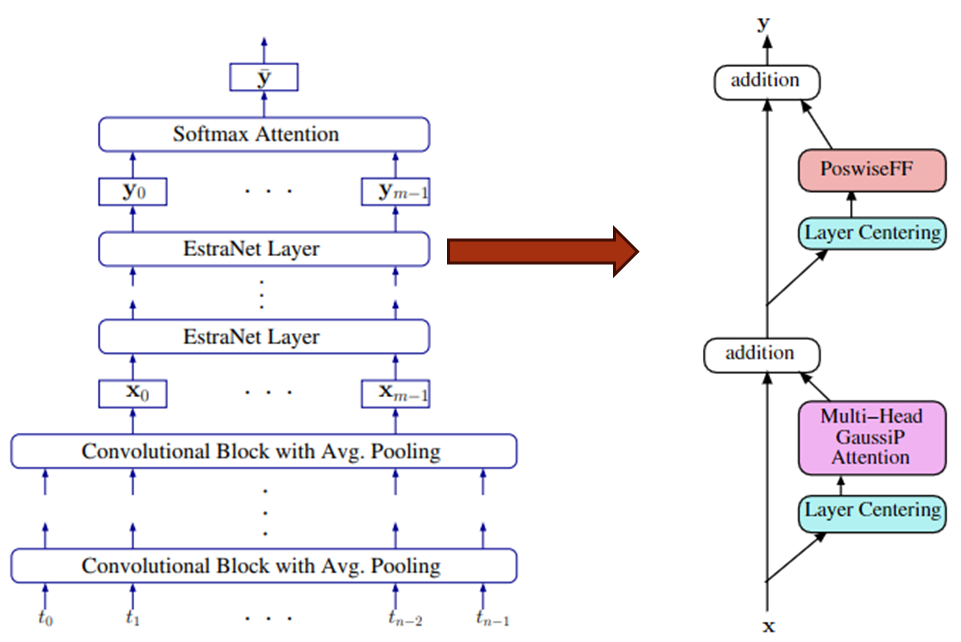 ȳ
Softmax Attention
y₀ · · · yₘ₋₁
EstraNet Layer
EstraNet Layer
x₀ · · · xₘ₋₁
Convolutional Block with Avg. Pooling
Convolutional Block with Avg. Pooling
t₀ t₁ · · · tₙ₋₂ tₙ₋₁
y
addition
PoswiseFF
Layer Centering
addition
Multi−Head
GaussiP
Attention
Layer Centering
x